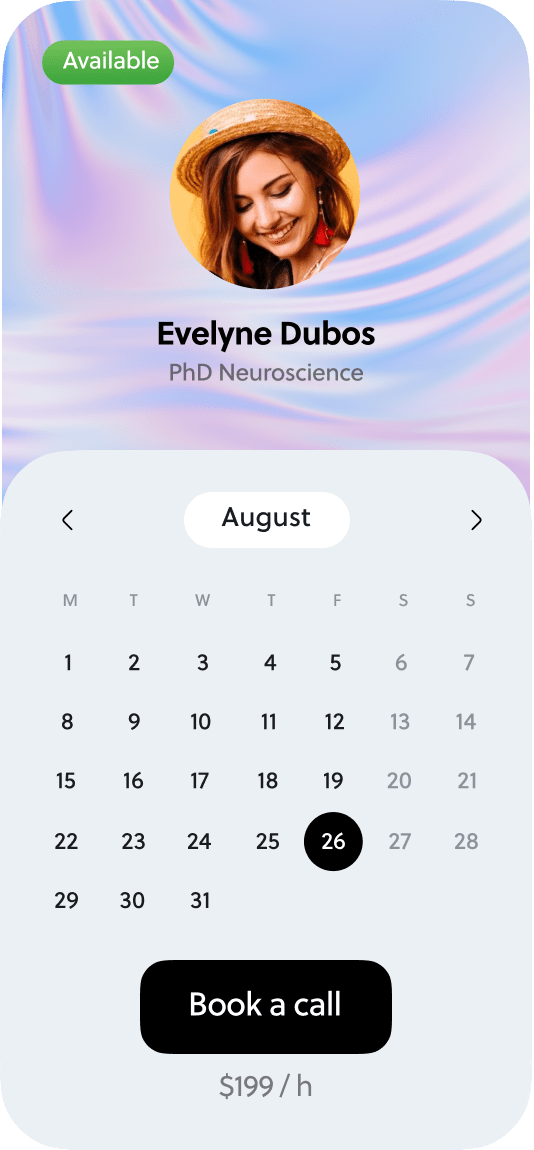 Available
Evelyne Dubos
PhD Neuroscience
August
M T W T F S S
1 2 3 4 5 6 7
8 9 10 11 12 13 14
15 16 17 18 19 20 21
22 23 24 25 26 27 28
29 30 31
Book a call
$199 / h